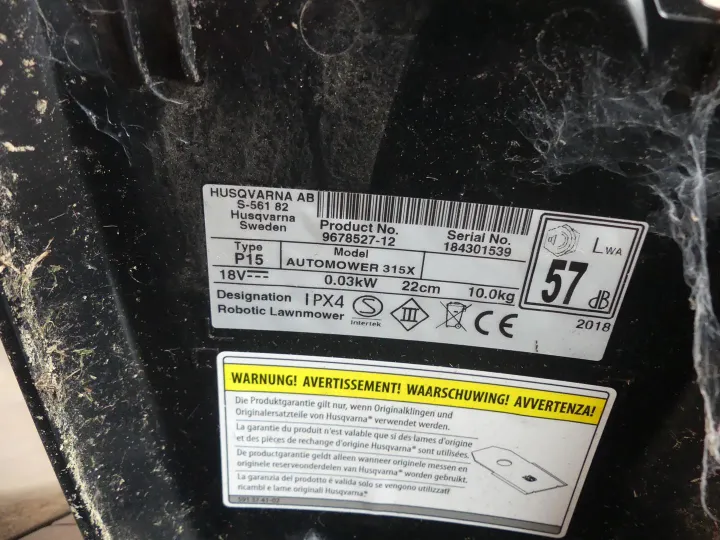 HUSQVARNA AB
S-561 82
Husqvarna
Sweden
Product No.
9678527-12
Serial No.
184301539
Type
P15
Model
AUTOMOWER 315X
18V 0.03kW 22cm 10.0kg
Designation IPX4
Robotic Lawnmower
S
intertek
III
CE
LWA
57 dB
2018
WARNUNG! AVERTISSEMENT! WAARSCHUWING! AVVERTENZA!
Die Produktgarantie gilt nur, wenn Originalklingen und
Originalersatzteile von Husqvarna® verwendet werden.
La garantie du produit n'est valable que si des lames d'origine
et des pièces de rechange d'origine Husqvarna® sont utilisées.
De productgarantie geldt alleen wanneer originele messen en
originele reserveonderdelen van Husqvarna® worden gebruikt.
La garanzia del prodotto é valida solo se vengono utilizzati
ricambi e lame originali Husqvarna®.
591 37 41-02